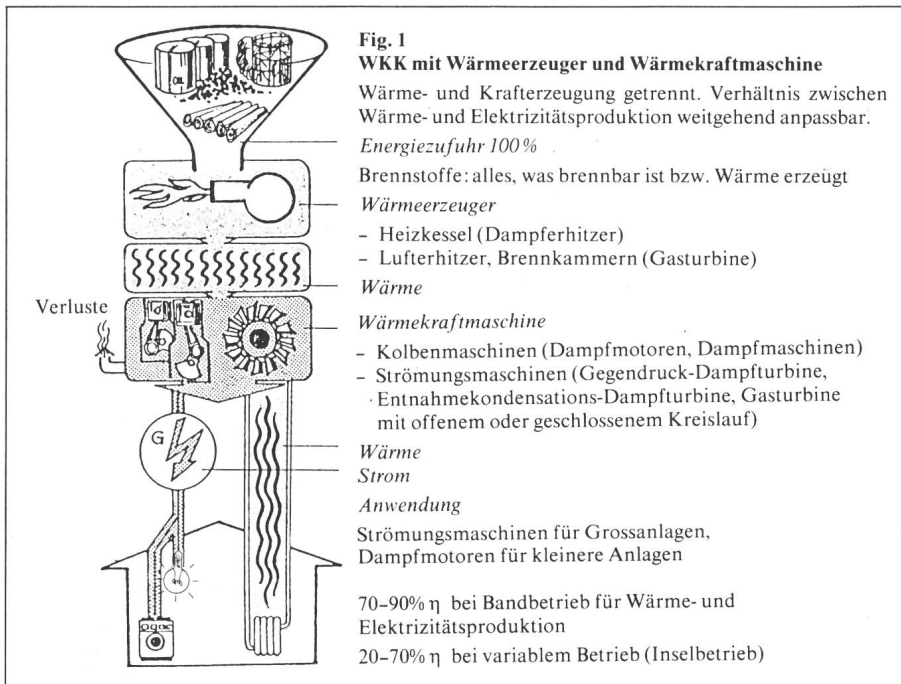 Fig. 1
WKK mit Wärmeerzeuger und Wärmekraftmaschine
Wärme- und Krafterzeugung getrennt. Verhältnis zwischen
Wärme- und Elektrizitätsproduktion weitgehend anpassbar.
Energiezufuhr 100%
Brennstoffe: alles, was brennbar ist bzw. Wärme erzeugt
Wärmeerzeuger
- Heizkessel (Dampferhitzer)
- Lufterhitzer, Brennkammern (Gasturbine)
Wärme
Verluste
Wärmekraftmaschine
- Kolbenmaschinen (Dampfmotoren, Dampfmaschinen)
- Strömungsmaschinen (Gegendruck-Dampfturbine,
Entnahmekondensations-Dampfturbine, Gasturbine
mit offenem oder geschlossenem Kreislauf)
G
Wärme
Strom
Anwendung
Strömungsmaschinen für Grossanlagen,
Dampfmotoren für kleinere Anlagen
70–90% η bei Bandbetrieb für Wärme- und
Elektrizitätsproduktion
20–70% η bei variablem Betrieb (Inselbetrieb)